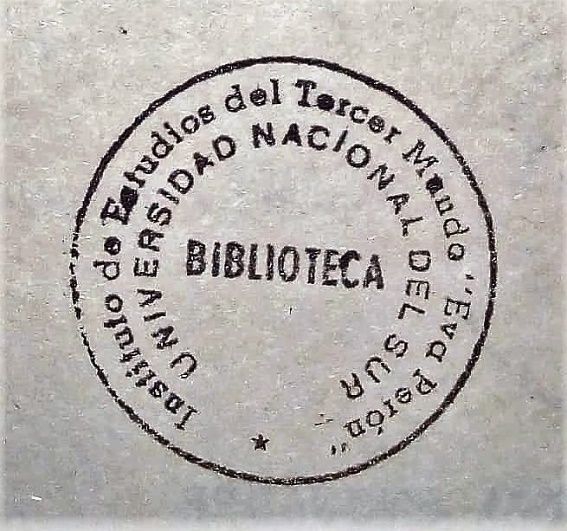 Instituto de Estudios del Tercer Mundo "Eva Perón"
UNIVERSIDAD NACIONAL DEL SUR
BIBLIOTECA